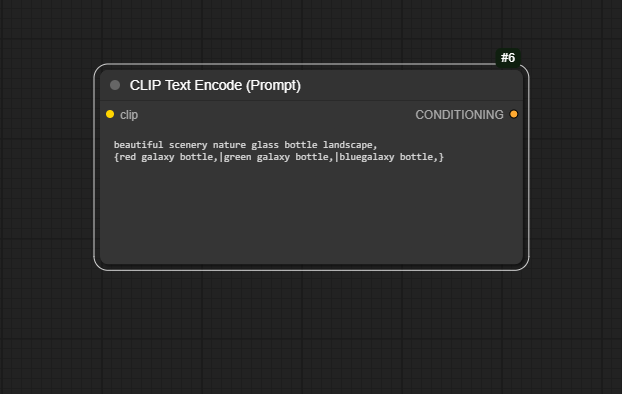 #6
CLIP Text Encode (Prompt)
clip
CONDITIONING
beautiful scenery nature glass bottle landscape,
{red galaxy bottle,|green galaxy bottle,|bluegalaxy bottle,}